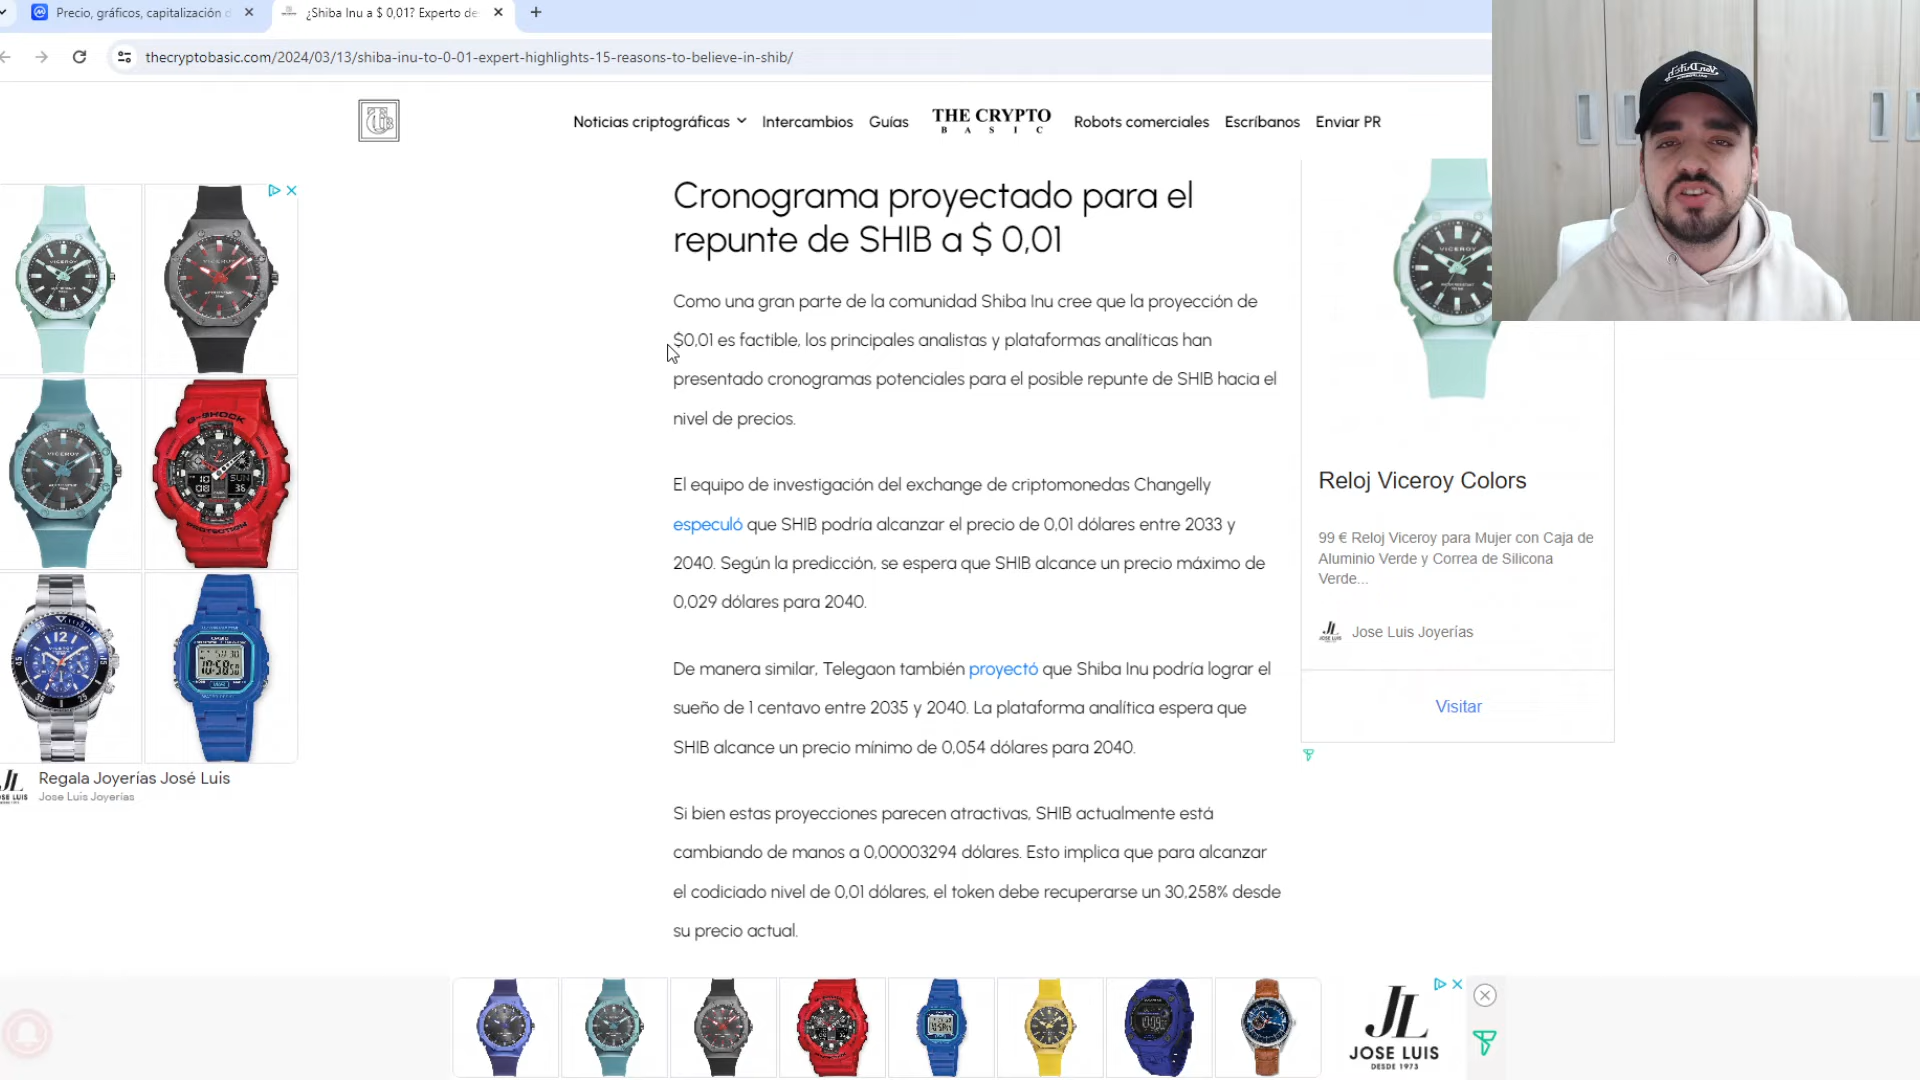 Precio, gráficos, capitalización d
¿Shiba Inu a $ 0,01? Experto de
thecryptobasic.com/2024/03/13/shiba-inu-to-0-01-expert-highlights-15-reasons-to-believe-in-shib/
Noticias criptográficas
Intercambios
Guías
THE CRYPTO
BASIC
Robots comerciales
Escríbanos
Enviar PR
Cronograma proyectado para el
repunte de SHIB a $ 0,01
Como una gran parte de la comunidad Shiba Inu cree que la proyección de
$0,01 es factible, los principales analistas y plataformas analíticas han
presentado cronogramas potenciales para el posible repunte de SHIB hacia el
nivel de precios.
El equipo de investigación del exchange de criptomonedas Changelly
especuló que SHIB podría alcanzar el precio de 0,01 dólares entre 2033 y
2040. Según la predicción, se espera que SHIB alcance un precio máximo de
0,029 dólares para 2040.
De manera similar, Telegaon también proyectó que Shiba Inu podría lograr el
sueño de 1 centavo entre 2035 y 2040. La plataforma analítica espera que
SHIB alcance un precio mínimo de 0,054 dólares para 2040.
Si bien estas proyecciones parecen atractivas, SHIB actualmente está
cambiando de manos a 0,00003294 dólares. Esto implica que para alcanzar
el codiciado nivel de 0,01 dólares, el token debe recuperarse un 30,258% desde
su precio actual.
VICEROY
VICEROY
G-SHOCK
PROTECTION
Regala Joyerías José Luis
Jose Luis Joyerías
VICEROY
Reloj Viceroy Colors
99 € Reloj Viceroy para Mujer con Caja de
Aluminio Verde y Correa de Silicona
Verde...
Jose Luis Joyerías
Visitar
JL
JOSE LUIS
DESDE 1973